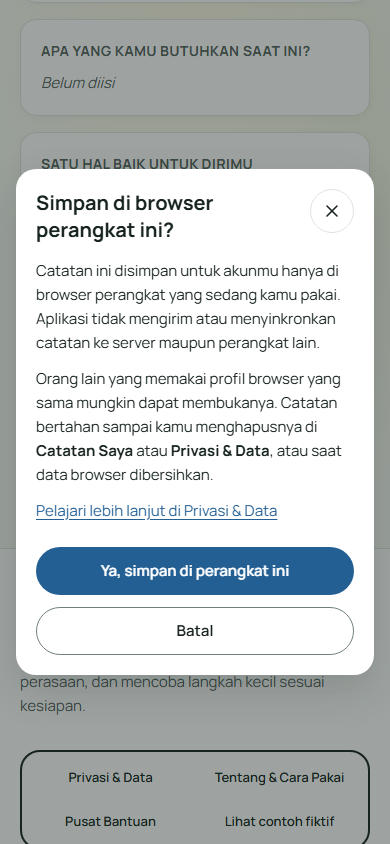 APA YANG KAMU BUTUHKAN SAAT INI?
Belum diisi
SATU HAL BAIK UNTUK DIRIMU
Simpan di browser
perangkat ini?
Catatan ini disimpan untuk akunmu hanya di
browser perangkat yang sedang kamu pakai.
Aplikasi tidak mengirim atau menyinkronkan
catatan ke server maupun perangkat lain.
Orang lain yang memakai profil browser yang
sama mungkin dapat membukanya. Catatan
bertahan sampai kamu menghapusnya di
Catatan Saya atau Privasi & Data, atau saat
data browser dibersihkan.
Pelajari lebih lanjut di Privasi & Data
Ya, simpan di perangkat ini
Batal
perasaan, dan mencoba langkah kecil sesuai
kesiapan.
Privasi & Data
Tentang & Cara Pakai
Pusat Bantuan
Lihat contoh fiktif